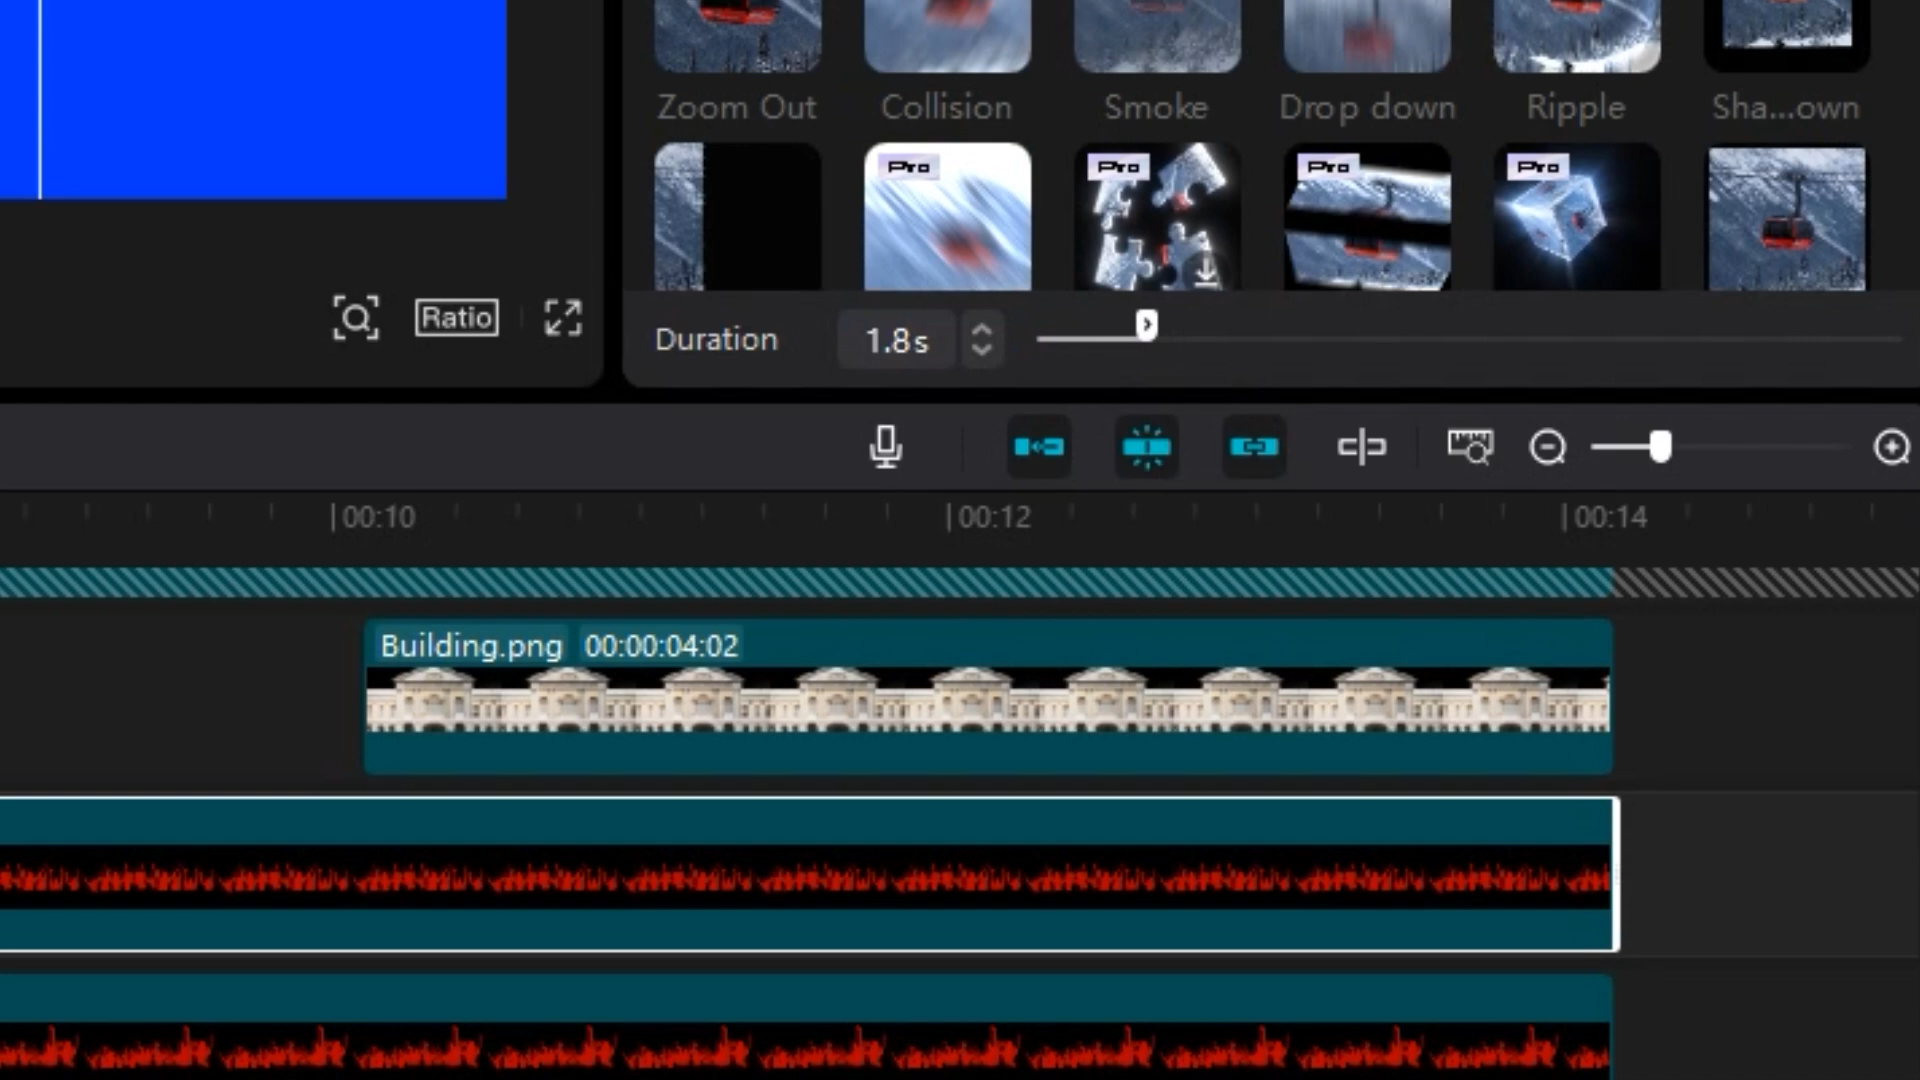 Zoom Out Collision Smoke Drop down Ripple Sha...own
Pro Pro Pro Pro
Ratio
Duration 1.8s
00:10 00:12 00:14
Building.png 00:00:04:02